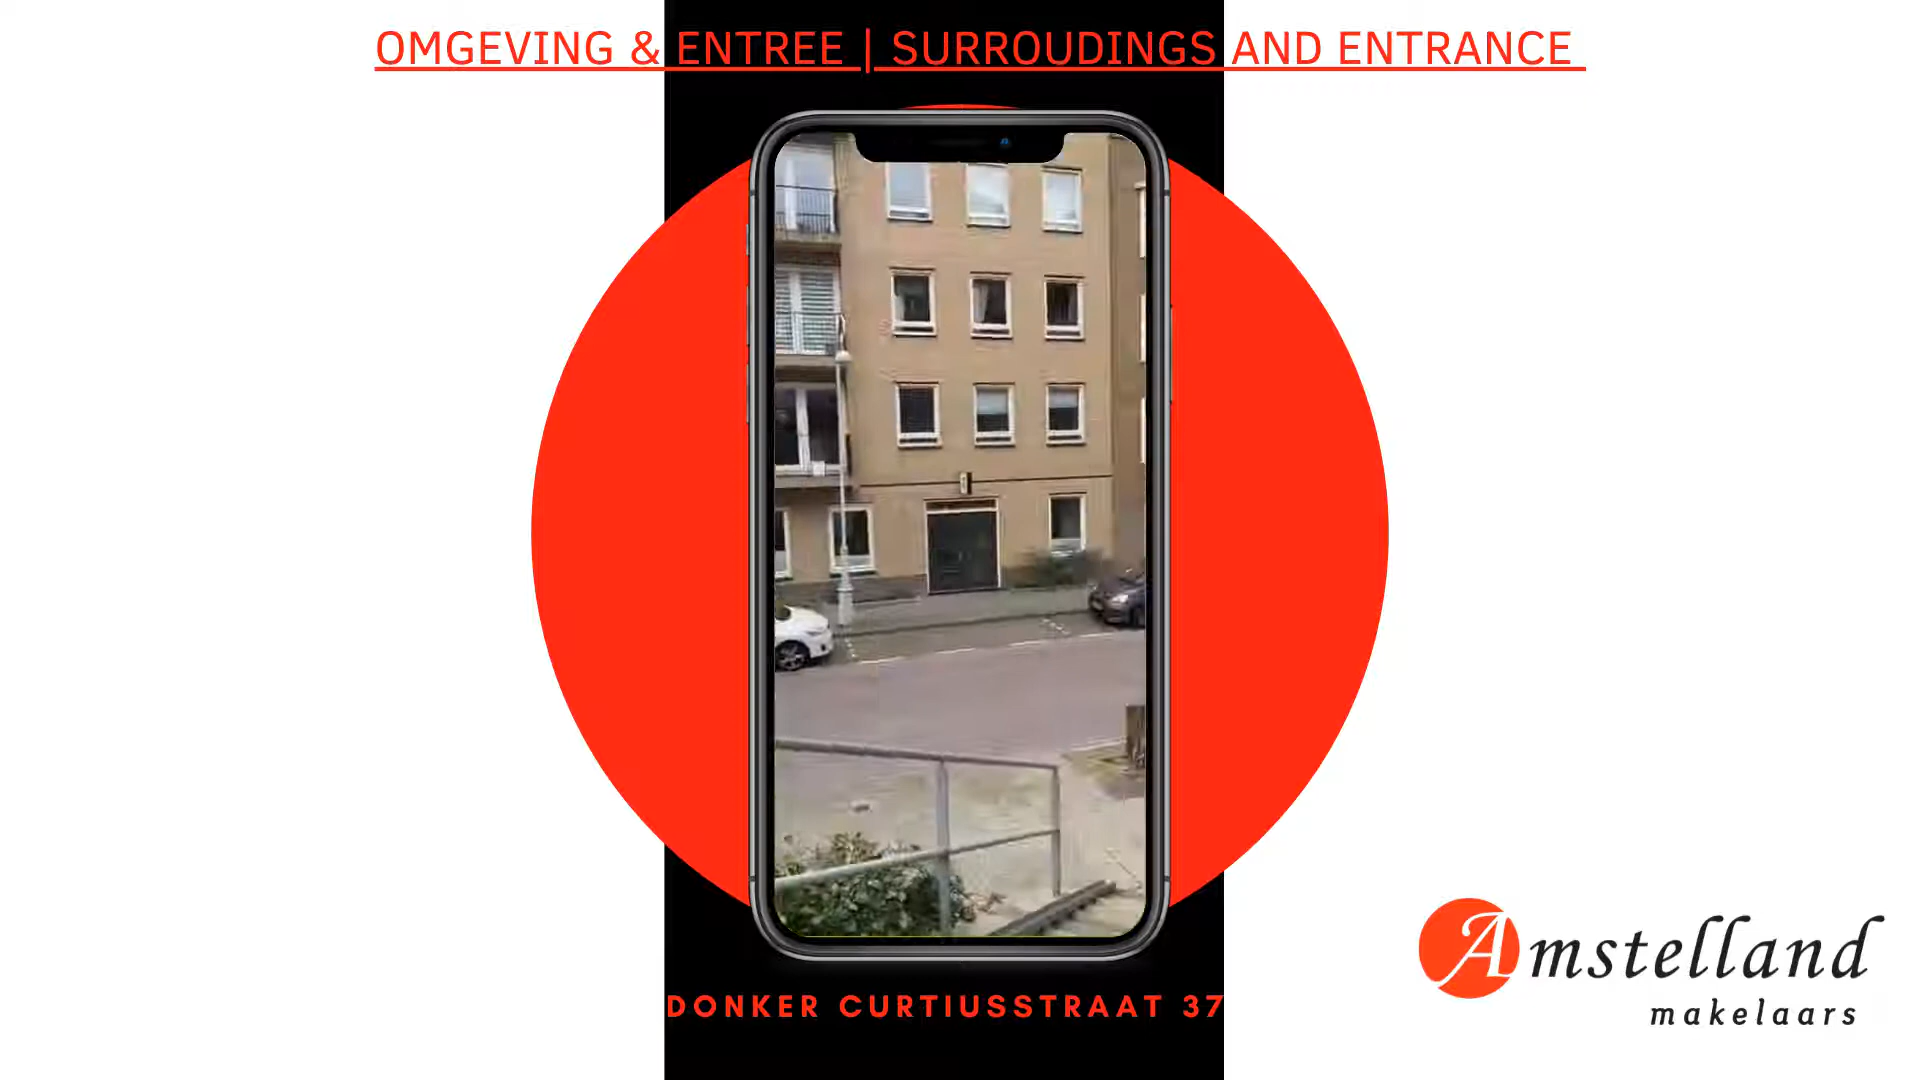 OMGEVING & ENTREE | SURROUDINGS AND ENTRANCE
DONKER CURTIUSSTRAAT 37
Amstelland
makelaars